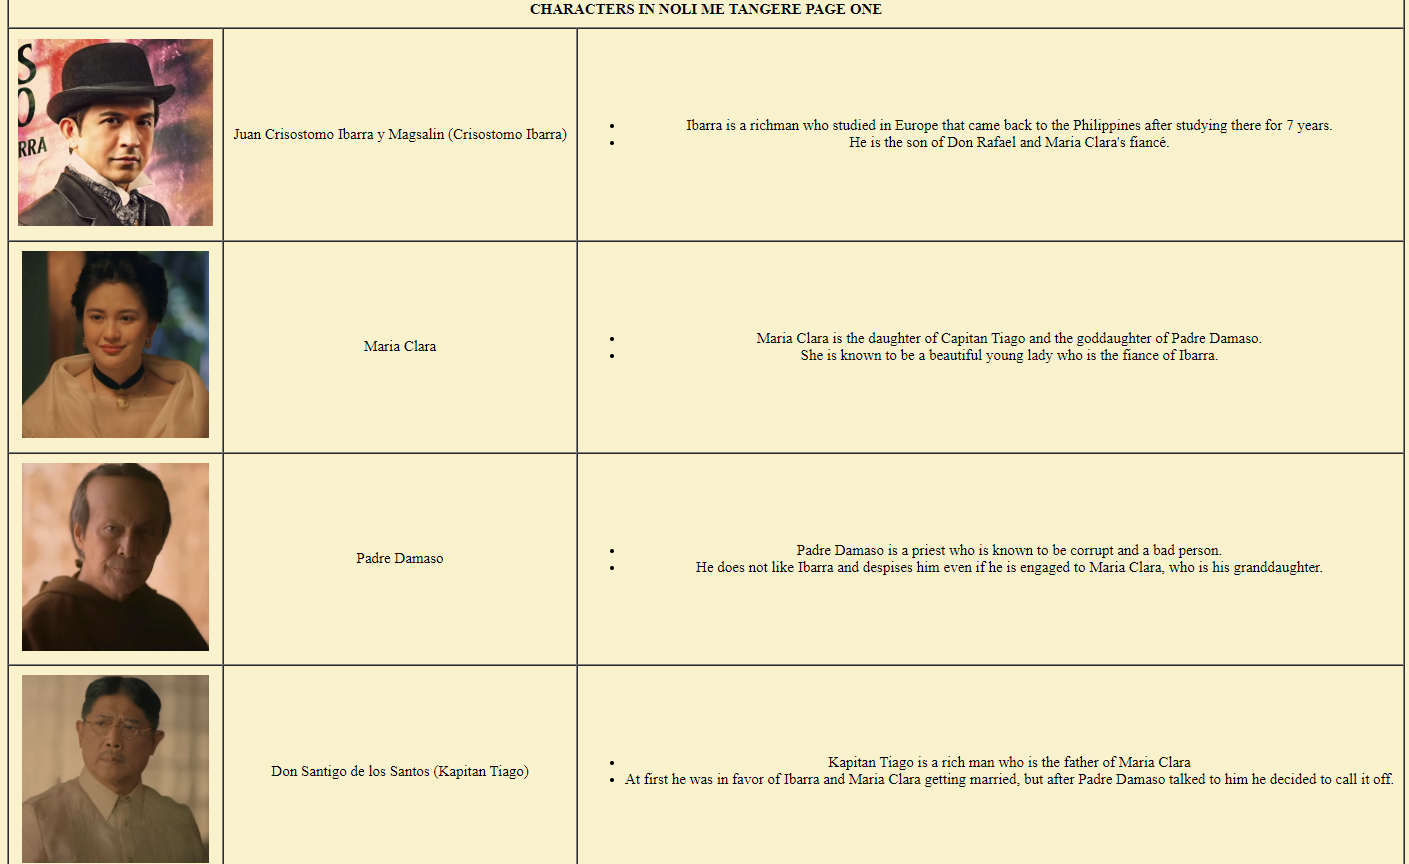 CHARACTERS IN NOLI ME TANGERE PAGE ONE
S
O
RRA
Juan Crisostomo Ibarra y Magsalin (Crisostomo Ibarra)
Ibarra is a richman who studied in Europe that came back to the Philippines after studying there for 7 years.
He is the son of Don Rafael and Maria Clara's fiancé.
Maria Clara
Maria Clara is the daughter of Capitan Tiago and the goddaughter of Padre Damaso.
She is known to be a beautiful young lady who is the fiance of Ibarra.
Padre Damaso
Padre Damaso is a priest who is known to be corrupt and a bad person.
He does not like Ibarra and despises him even if he is engaged to Maria Clara, who is his granddaughter.
Don Santigo de los Santos (Kapitan Tiago)
Kapitan Tiago is a rich man who is the father of Maria Clara
At first he was in favor of Ibarra and Maria Clara getting married, but after Padre Damaso talked to him he decided to call it off.